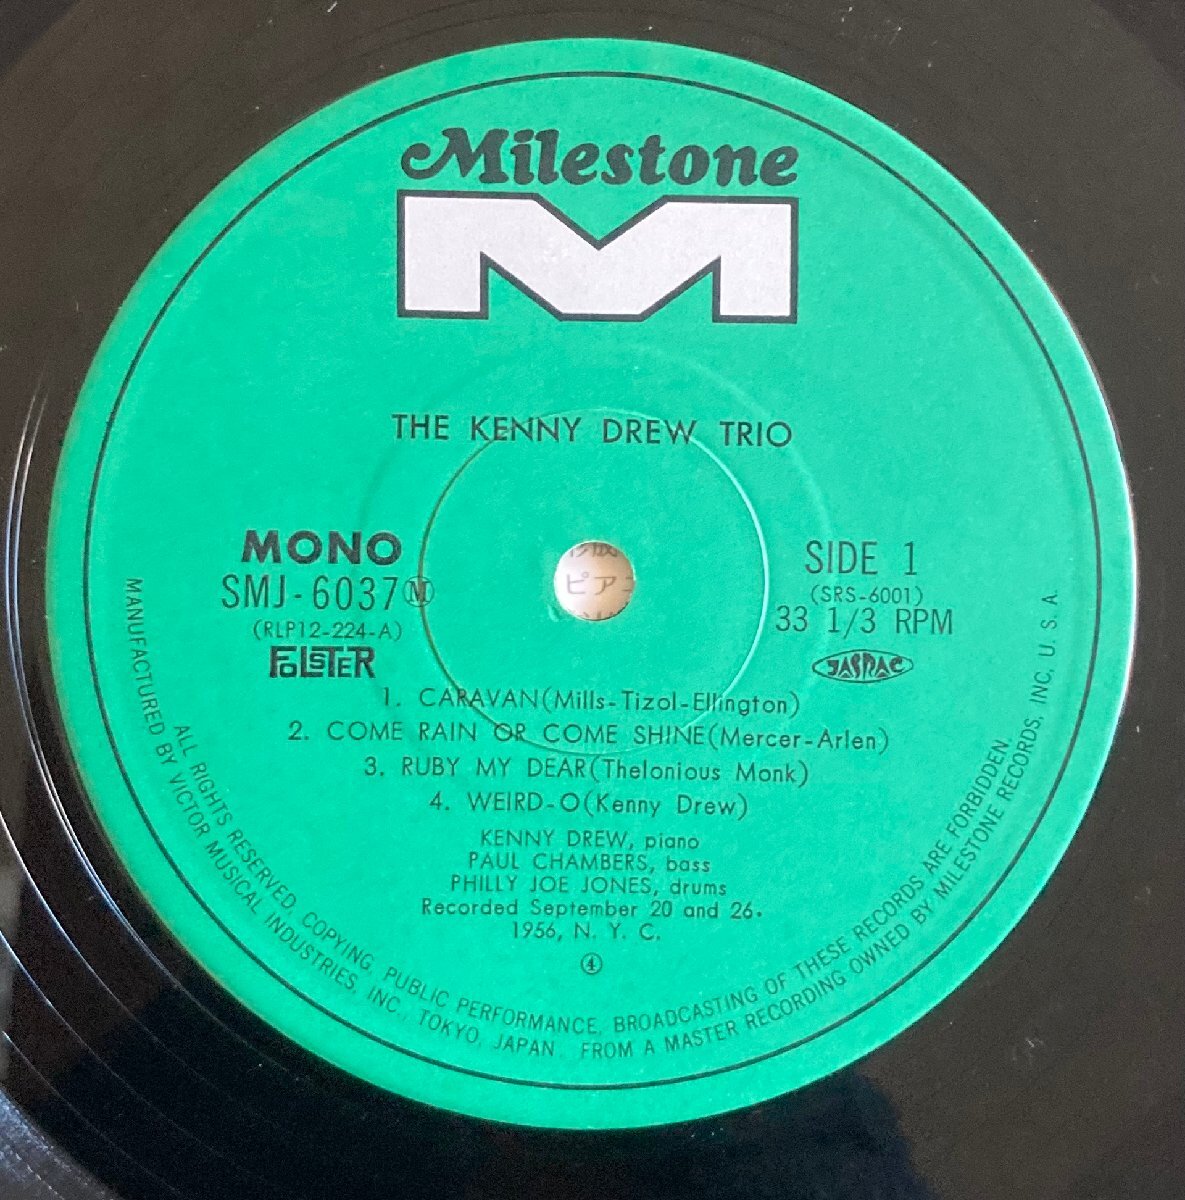 Milestone
M
THE KENNY DREW TRIO
MONO
SMJ-6037Ⓜ
(RLP12-224-A)
FOLSTER
SIDE 1
(SRS-6001)
33 1/3 RPM
JASRAC
ピア
1. CARAVAN(Mills-Tizol-Ellington)
2. COME RAIN OR COME SHINE(Mercer-Arlen)
3. RUBY MY DEAR(Thelonious Monk)
4. WEIRD-O(Kenny Drew)
KENNY DREW, piano
PAUL CHAMBERS, bass
PHILLY JOE JONES, drums
Recorded September 20 and 26.
1956, N. Y. C.
④
ALL RIGHTS RESERVED. COPYING, PUBLIC PERFORMANCE, BROADCASTING OF THESE RECORDS ARE FORBIDDEN.
MANUFACTURED BY VICTOR MUSICAL INDUSTRIES, INC., TOKYO, JAPAN. FROM A MASTER RECORDING OWNED BY MILESTONE RECORDS, INC, U. S. A.